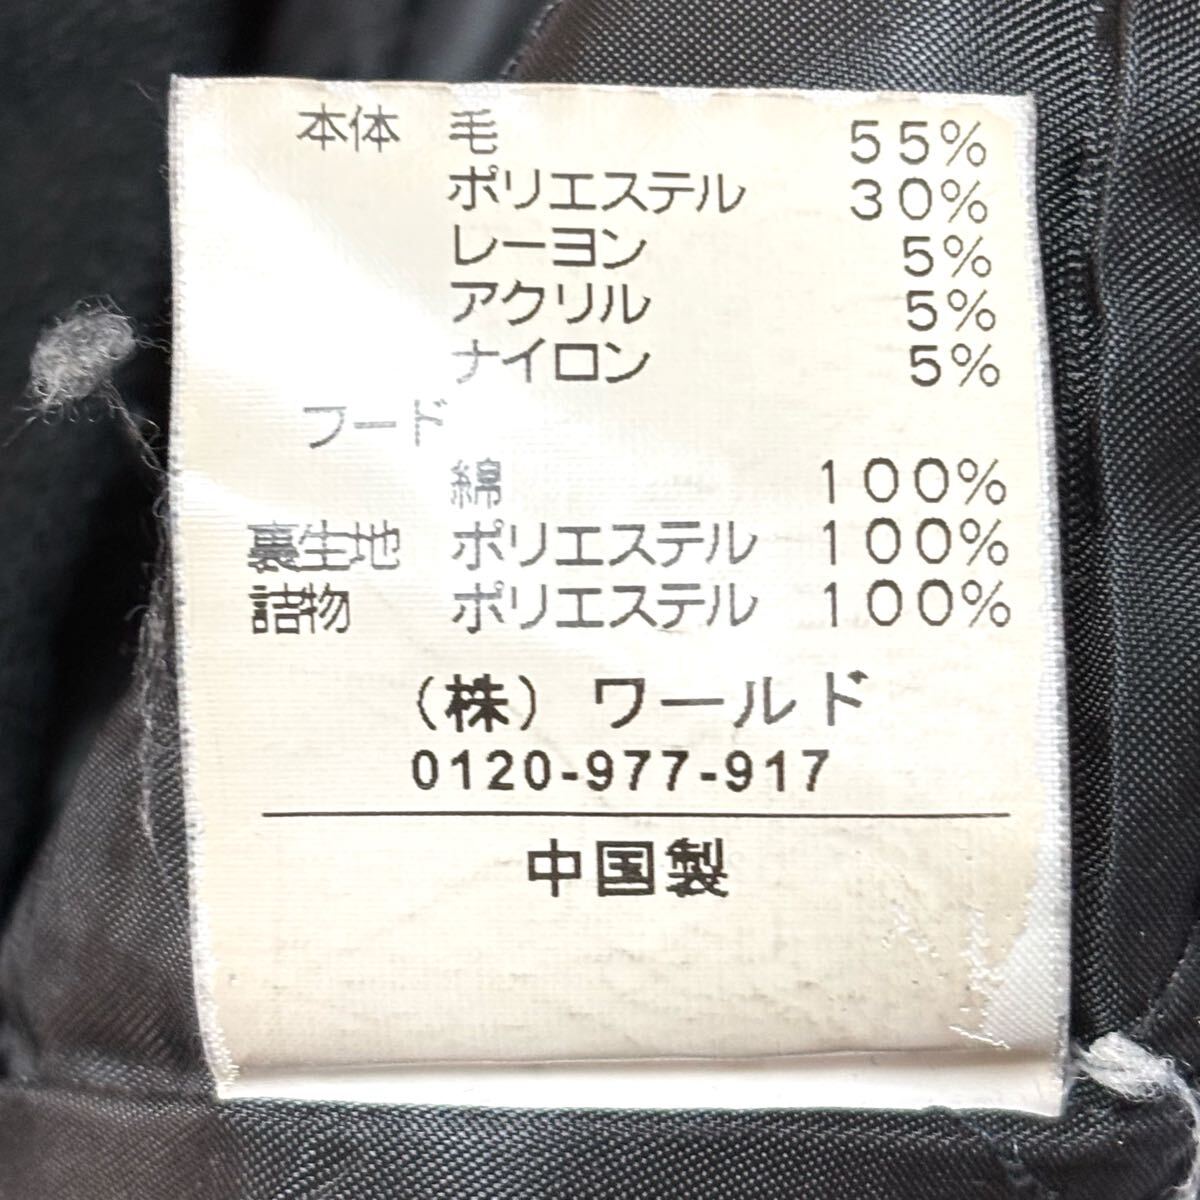 本体 毛 55%
ポリエステル 30%
レーヨン 5%
アクリル 5%
ナイロン 5%
フード
綿 100%
裏生地 ポリエステル 100%
詰物 ポリエステル 100%
(株) ワールド
0120-977-917
中国製